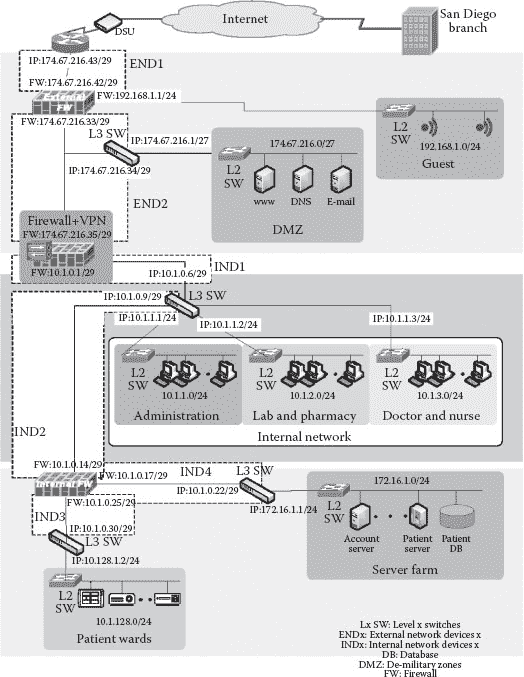 Internet
San Diego
branch
DSU
IP:174.67.216.43/29
END1
FW:174.67.216.42/29
FW:192.168.1.1/24
External
FW
FW:174.67.216.33/29
L3 SW
IP:174.67.216.1/27
174.67.216.0/27
L2
SW
192.168.1.0/24
Guest
IP:174.67.216.34/29
L2
SW
www
DNS
E-mail
END2
DMZ
Firewall+VPN
FW:174.67.216.35/29
FW:10.1.0.1/29
IND1
IP:10.1.0.6/29
IP:10.1.0.9/29
L3 SW
IP:10.1.1.1/24
IP:10.1.1.2/24
IP:10.1.1.3/24
L2
SW
10.1.1.0/24
Administration
L2
SW
10.1.2.0/24
Lab and pharmacy
L2
SW
10.1.3.0/24
Doctor and nurse
Internal network
IND2
FW:10.1.0.14/29
IND4
L3 SW
FW:10.1.0.17/29
Internal FW
IP:10.1.0.22/29
172.16.1.0/24
FW:10.1.0.25/29
IP:172.16.1.1/24
L2
SW
Account
server
Patient
server
Patient
DB
Server farm
IND3
IP:10.1.0.30/29
L3 SW
IP:10.128.1.2/24
L2
SW
10.1.128.0/24
Patient wards
Lx SW: Level x switches
ENDx: External network devices x
INDx: Internal network devices x
DB: Database
DMZ: De-military zones
FW: Firewall